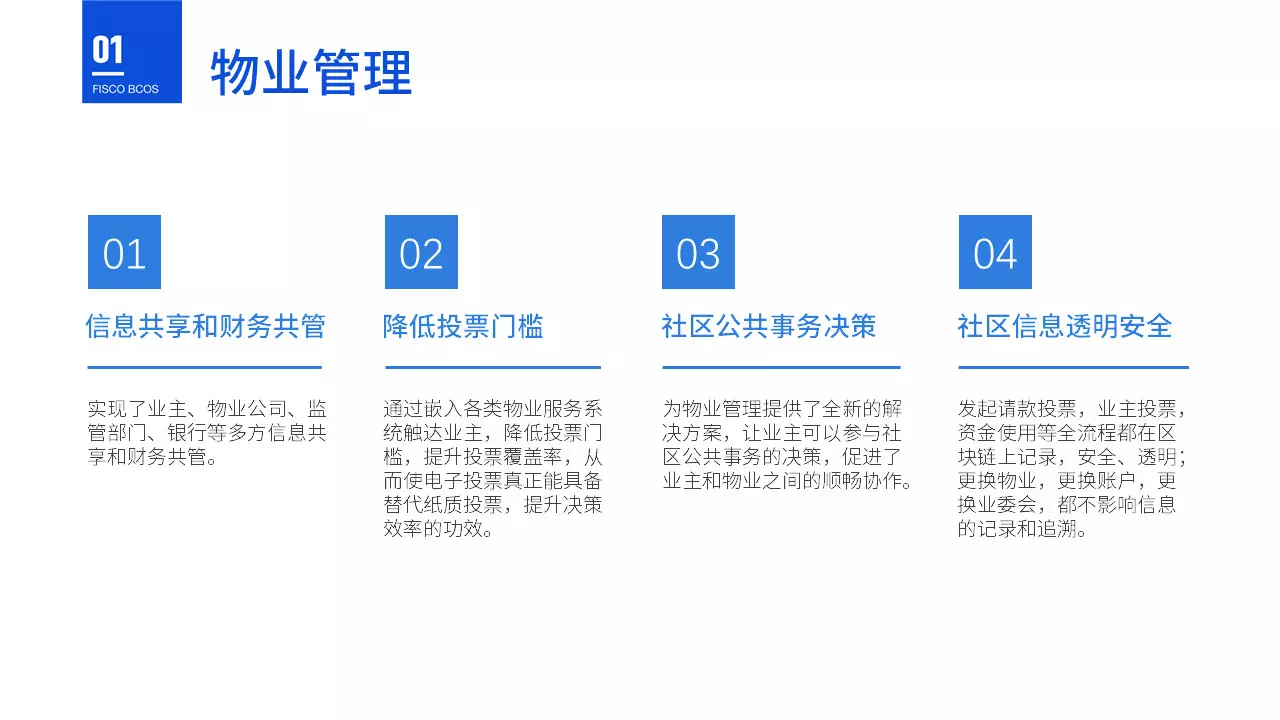 01
FISCO BCOS
物业管理
01
信息共享和财务共管
实现了业主、物业公司、监
管部门、银行等多方信息共
享和财务共管。
02
降低投票门槛
通过嵌入各类物业服务系
统触达业主，降低投票门
槛，提升投票覆盖率，从
而使电子投票真正能具备
替代纸质投票，提升决策
效率的功效。
03
社区公共事务决策
为物业管理提供了全新的解
决方案，让业主可以参与社
区公共事务的决策，促进了
业主和物业之间的顺畅协作。
04
社区信息透明安全
发起请款投票，业主投票，
资金使用等全流程都在区
块链上记录，安全、透明；
更换物业，更换账户，更
换业委会，都不影响信息
的记录和追溯。